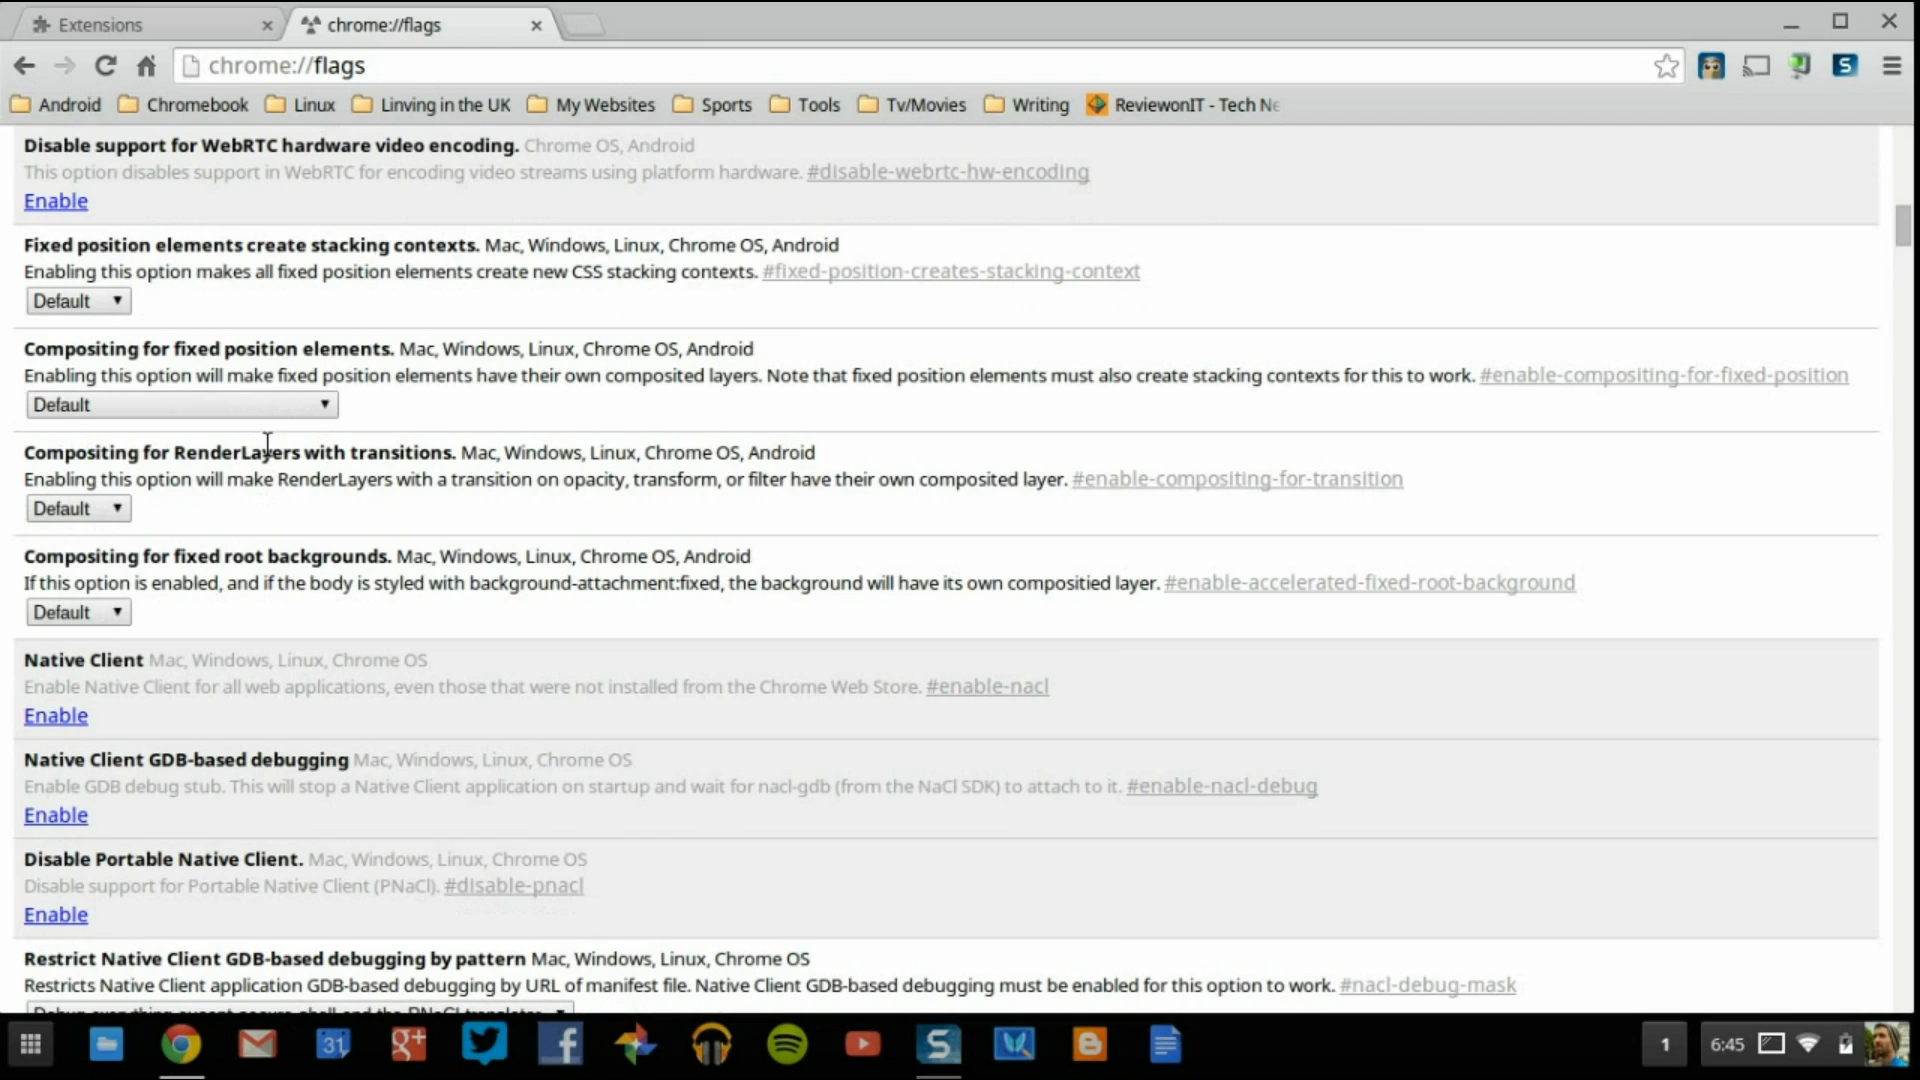 Extensions
chrome://flags
chrome://flags
Android Chromebook Linux Linving in the UK My Websites Sports Tools Tv/Movies Writing ReviewonIT - Tech Ne
Disable support for WebRTC hardware video encoding. Chrome OS, Android
This option disables support in WebRTC for encoding video streams using platform hardware. #disable-webrtc-hw-encoding
Enable
Fixed position elements create stacking contexts. Mac, Windows, Linux, Chrome OS, Android
Enabling this option makes all fixed position elements create new CSS stacking contexts. #fixed-position-creates-stacking-context
Default
Compositing for fixed position elements. Mac, Windows, Linux, Chrome OS, Android
Enabling this option will make fixed position elements have their own composited layers. Note that fixed position elements must also create stacking contexts for this to work. #enable-compositing-for-fixed-position
Default
Compositing for RenderLayers with transitions. Mac, Windows, Linux, Chrome OS, Android
Enabling this option will make RenderLayers with a transition on opacity, transform, or filter have their own composited layer. #enable-compositing-for-transition
Default
Compositing for fixed root backgrounds. Mac, Windows, Linux, Chrome OS, Android
If this option is enabled, and if the body is styled with background-attachment:fixed, the background will have its own compositied layer. #enable-accelerated-fixed-root-background
Default
Native Client Mac, Windows, Linux, Chrome OS
Enable Native Client for all web applications, even those that were not installed from the Chrome Web Store. #enable-nacl
Enable
Native Client GDB-based debugging Mac, Windows, Linux, Chrome OS
Enable GDB debug stub. This will stop a Native Client application on startup and wait for nacl-gdb (from the NaCl SDK) to attach to it. #enable-nacl-debug
Enable
Disable Portable Native Client. Mac, Windows, Linux, Chrome OS
Disable support for Portable Native Client (PNaCl). #disable-pnacl
Enable
Restrict Native Client GDB-based debugging by pattern Mac, Windows, Linux, Chrome OS
Restricts Native Client application GDB-based debugging by URL of manifest file. Native Client GDB-based debugging must be enabled for this option to work. #nacl-debug-mask
Debug everything except secure shell and the PNaCl translator.
31 g+ 1 6:45